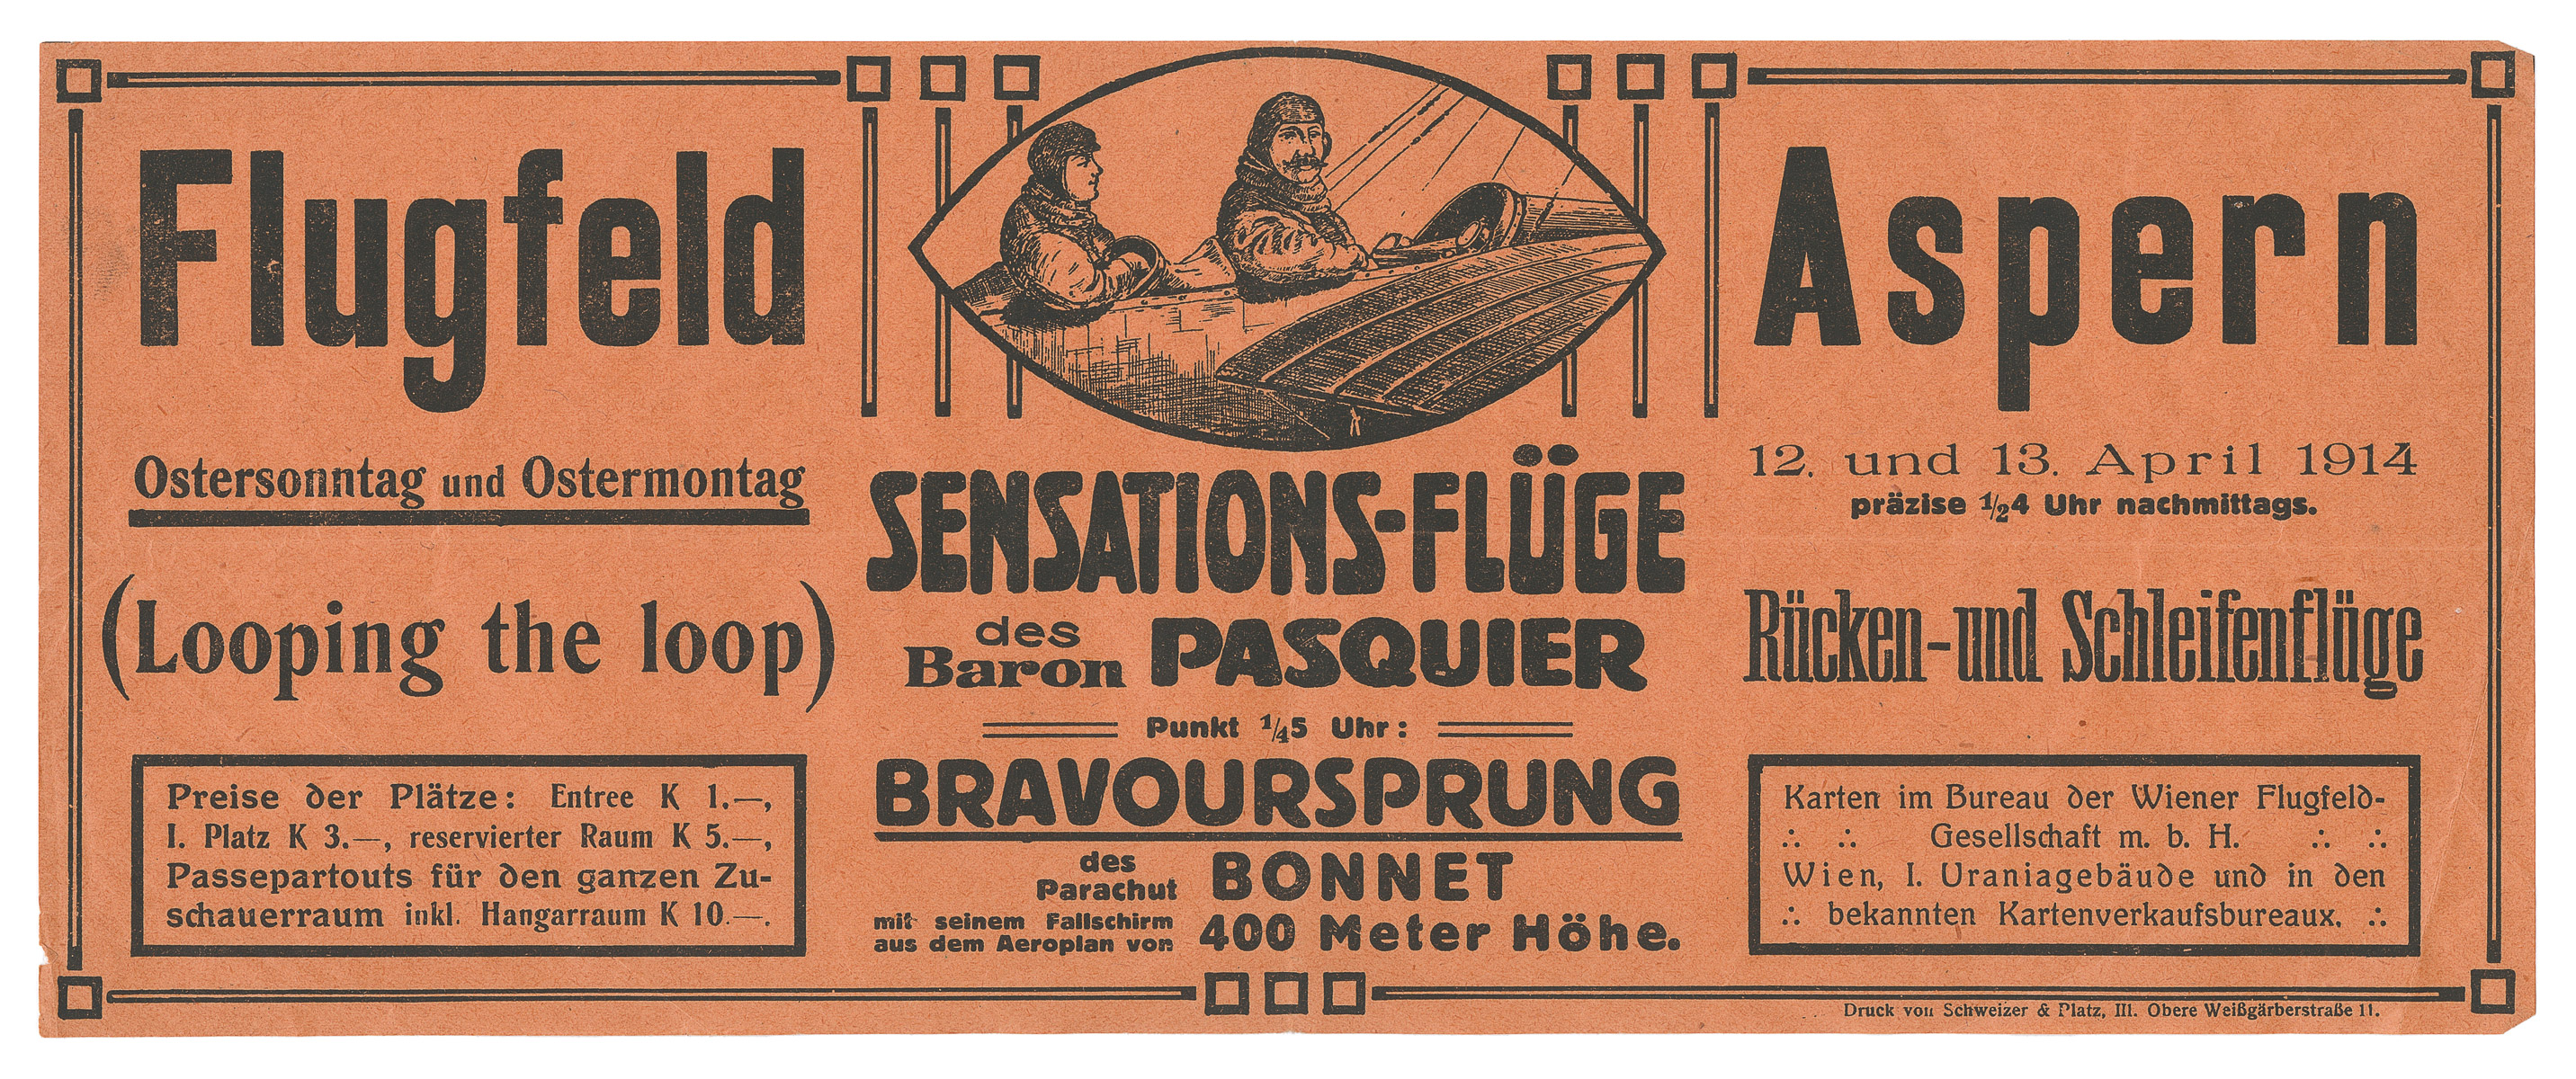 Flugfeld
Aspern
Ostersonntag und Ostermontag
12. und 13. April 1914
präzise ½4 Uhr nachmittags.
SENSATIONS-FLÜGE
des
Baron PASQUIER
(Looping the loop)
Rücken- und Schleifenflüge
Punkt ¼5 Uhr:
BRAVOURSPRUNG
des
Parachut BONNET
mit seinem Fallschirm
aus dem Aeroplan von 400 Meter Höhe.
Preise der Plätze: Entree K 1.—,
I. Platz K 3.—, reservierter Raum K 5.—,
Passepartouts für den ganzen Zu-
schauerraum inkl. Hangarraum K 10.—.
Karten im Bureau der Wiener Flugfeld-
∴ ∴ Gesellschaft m. b. H. ∴ ∴
Wien, I. Uraniagebäude und in den
∴ bekannten Kartenverkaufsbureaux. ∴
Druck von Schweizer & Platz, III. Obere Weißgärberstraße 11.